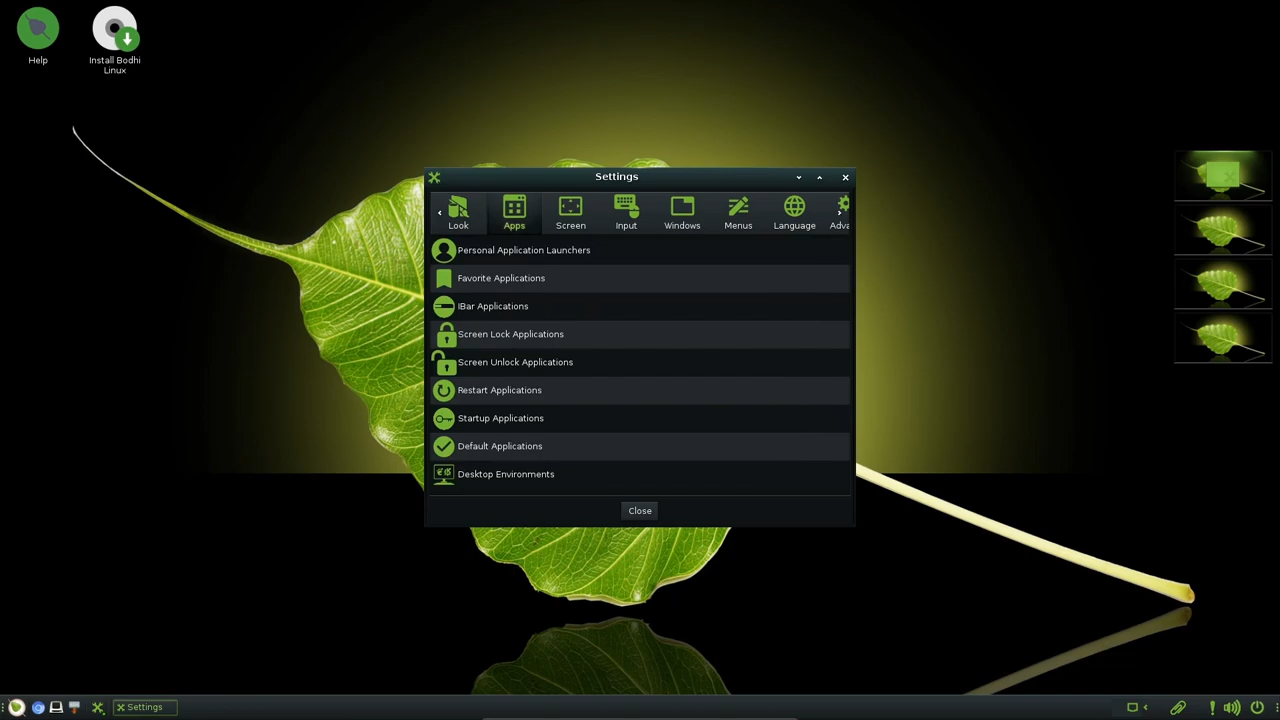 Help
Install Bodhi
Linux
Settings
Look
Apps
Screen
Input
Windows
Menus
Language
Adva
Personal Application Launchers
Favorite Applications
IBar Applications
Screen Lock Applications
Screen Unlock Applications
Restart Applications
Startup Applications
Default Applications
Desktop Environments
Close
Settings